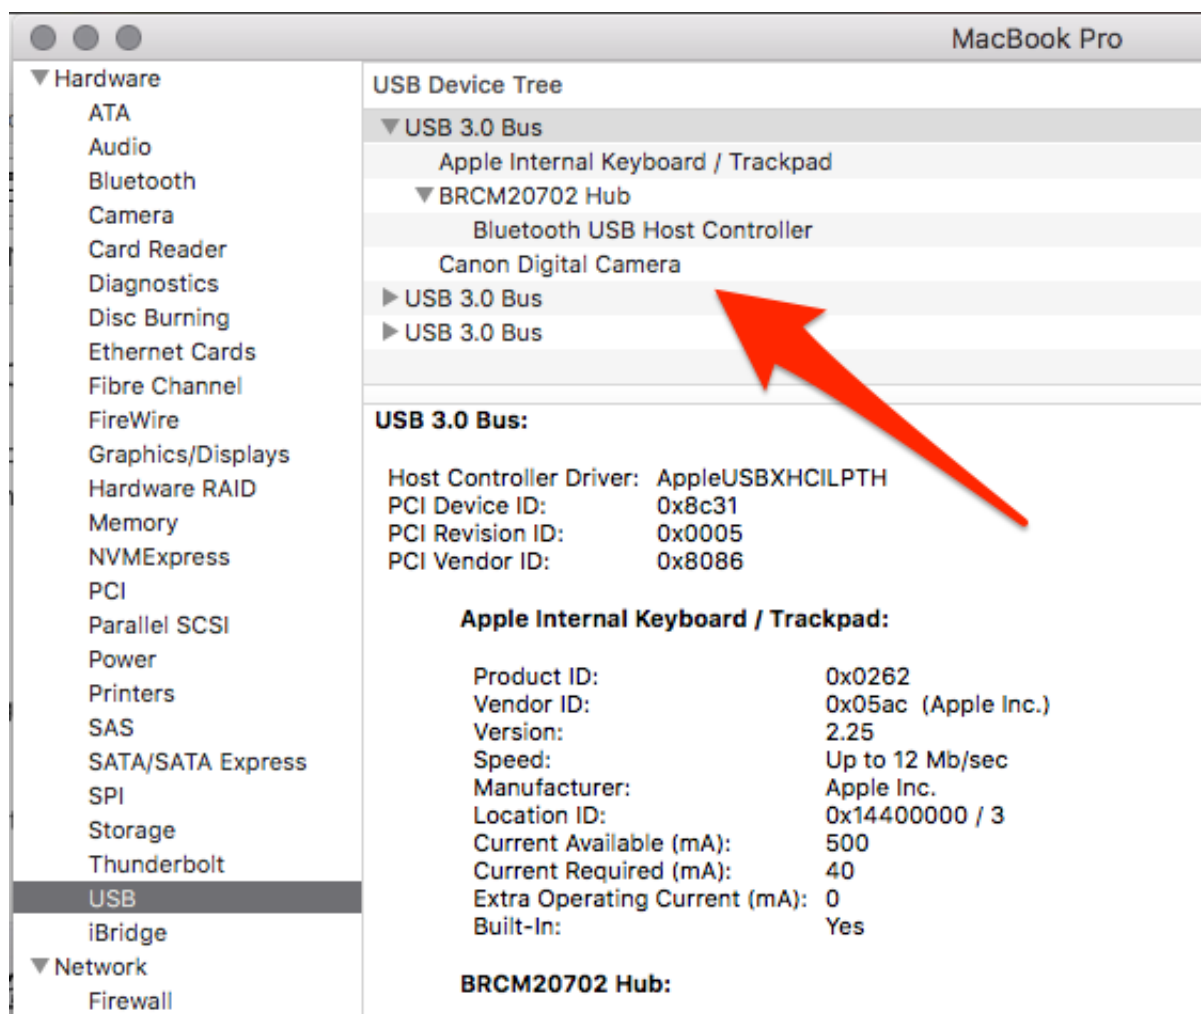 MacBook Pro
Hardware
ATA
Audio
Bluetooth
Camera
Card Reader
Diagnostics
Disc Burning
Ethernet Cards
Fibre Channel
FireWire
Graphics/Displays
Hardware RAID
Memory
NVMExpress
PCI
Parallel SCSI
Power
Printers
SAS
SATA/SATA Express
SPI
Storage
Thunderbolt
USB
iBridge
Network
Firewall
USB Device Tree
USB 3.0 Bus
Apple Internal Keyboard / Trackpad
BRCM20702 Hub
Bluetooth USB Host Controller
Canon Digital Camera
USB 3.0 Bus
USB 3.0 Bus
USB 3.0 Bus:
Host Controller Driver: AppleUSBXHCILPTH
PCI Device ID: 0x8c31
PCI Revision ID: 0x0005
PCI Vendor ID: 0x8086
Apple Internal Keyboard / Trackpad:
Product ID: 0x0262
Vendor ID: 0x05ac (Apple Inc.)
Version: 2.25
Speed: Up to 12 Mb/sec
Manufacturer: Apple Inc.
Location ID: 0x14400000 / 3
Current Available (mA): 500
Current Required (mA): 40
Extra Operating Current (mA): 0
Built-In: Yes
BRCM20702 Hub: